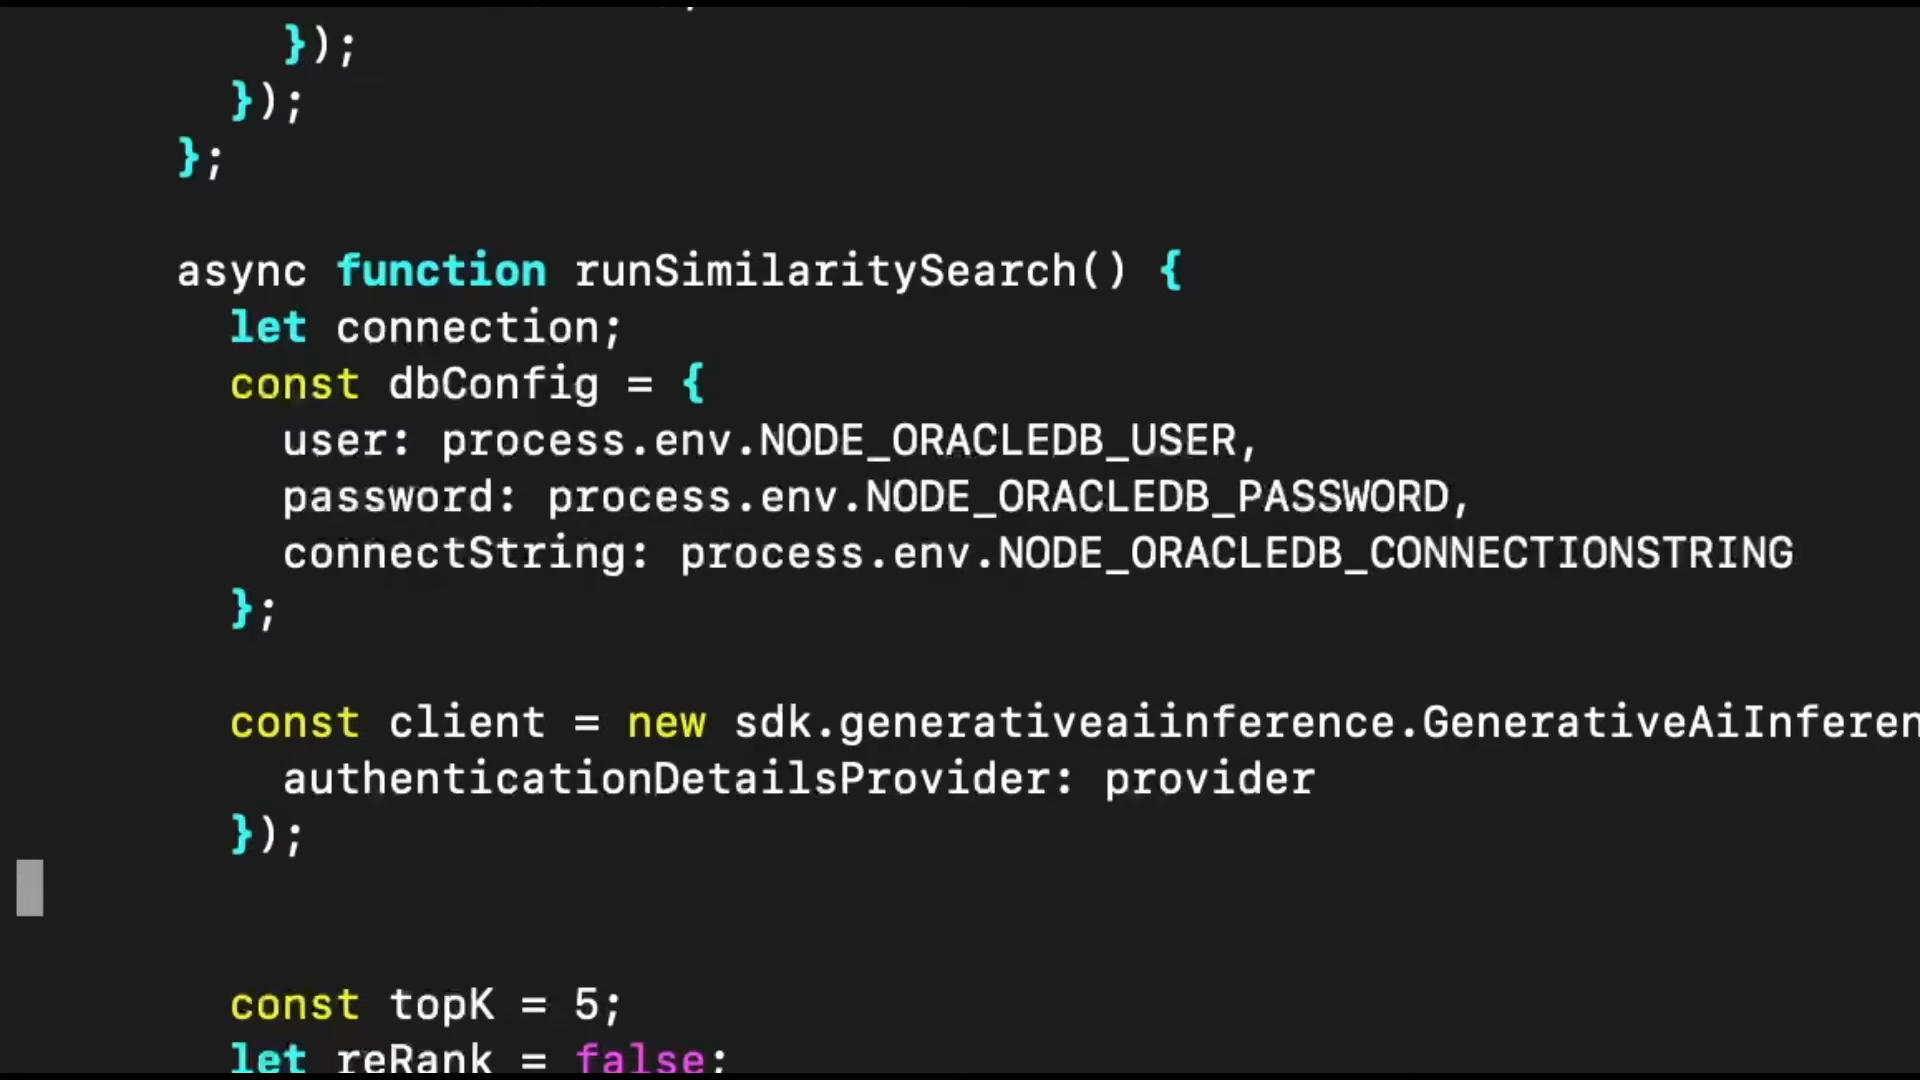 });
});
};
async function runSimilaritySearch() {
let connection;
const dbConfig = {
user: process.env.NODE_ORACLEDB_USER,
password: process.env.NODE_ORACLEDB_PASSWORD,
connectString: process.env.NODE_ORACLEDB_CONNECTIONSTRING
};
const client = new sdk.generativeaiinference.GenerativeAiInferen
authenticationDetailsProvider: provider
});
const topK = 5;
let reRank = false;